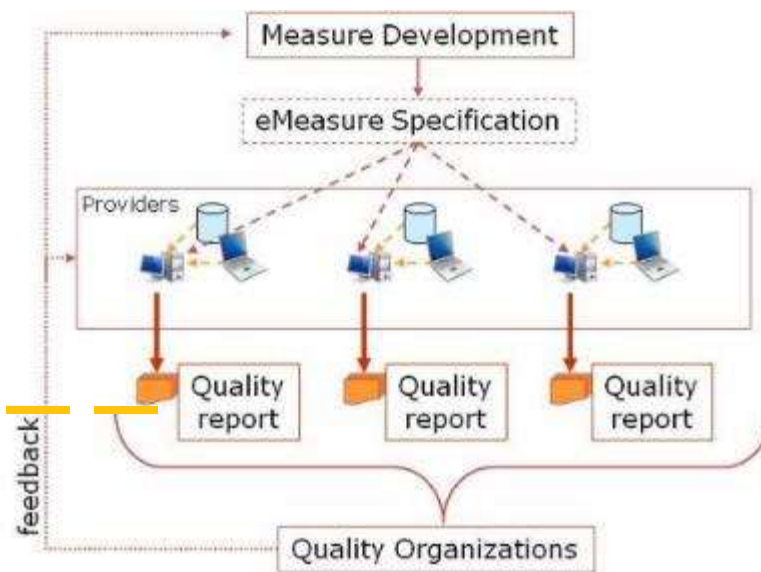 Measure Development
eMeasure Specification
Providers
Quality
report
Quality
report
Quality
report
feedback
Quality Organizations